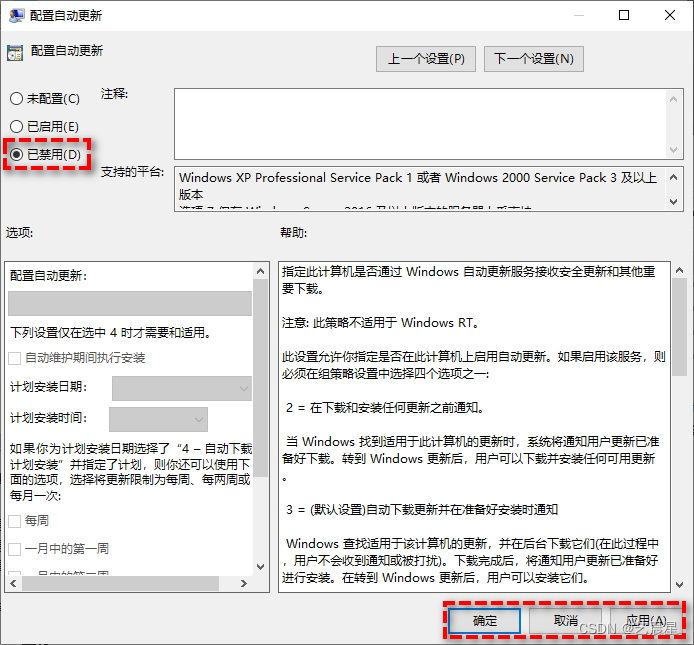 配置自动更新
配置自动更新
上一个设置(P)
下一个设置(N)
未配置(C)
注释:
已启用(E)
已禁用(D)
支持的平台:
Windows XP Professional Service Pack 1 或者 Windows 2000 Service Pack 3 及以上
版本
选项:
帮助:
配置自动更新:
下列设置仅在选中 4 时才需要和适用。
自动维护期间执行安装
计划安装日期:
计划安装时间:
如果你为计划安装日期选择了“4 – 自动下载
计划安装”并指定了计划，则你还可以使用下
面的选项，选择将更新限制为每周、每两周或
每月一次:
每周
一月中的第一周
指定此计算机是否通过 Windows 自动更新服务接收安全更新和其他重
要下载。
注意: 此策略不适用于 Windows RT。
此设置允许你指定是否在此计算机上启用自动更新。如果启用该服务，则
必须在组策略设置中选择四个选项之一:
2 = 在下载和安装任何更新之前通知。
当 Windows 找到适用于此计算机的更新时，系统将通知用户更新已准
备好下载。转到 Windows 更新后，用户可以下载并安装任何可用更新
。
3 = (默认设置)自动下载更新并在准备好安装时通知
Windows 查找适用于该计算机的更新，并在后台下载它们(在此过程中
，用户不会收到通知或被打扰)。下载完成后，将通知用户更新已准备好
进行安装。在转到 Windows 更新后，用户可以安装它们。
确定
取消
应用(A)
CSDN @艺宸星